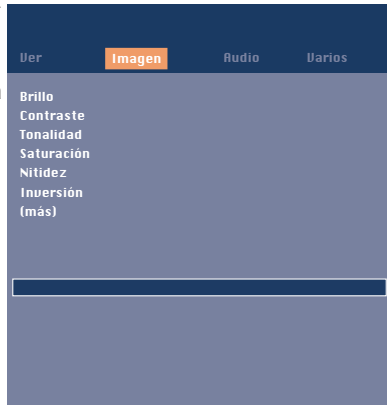 Ver Imagen Audio Varios
Brillo
Contraste
Tonalidad
Saturación
Nitidez
Inversión
(más)